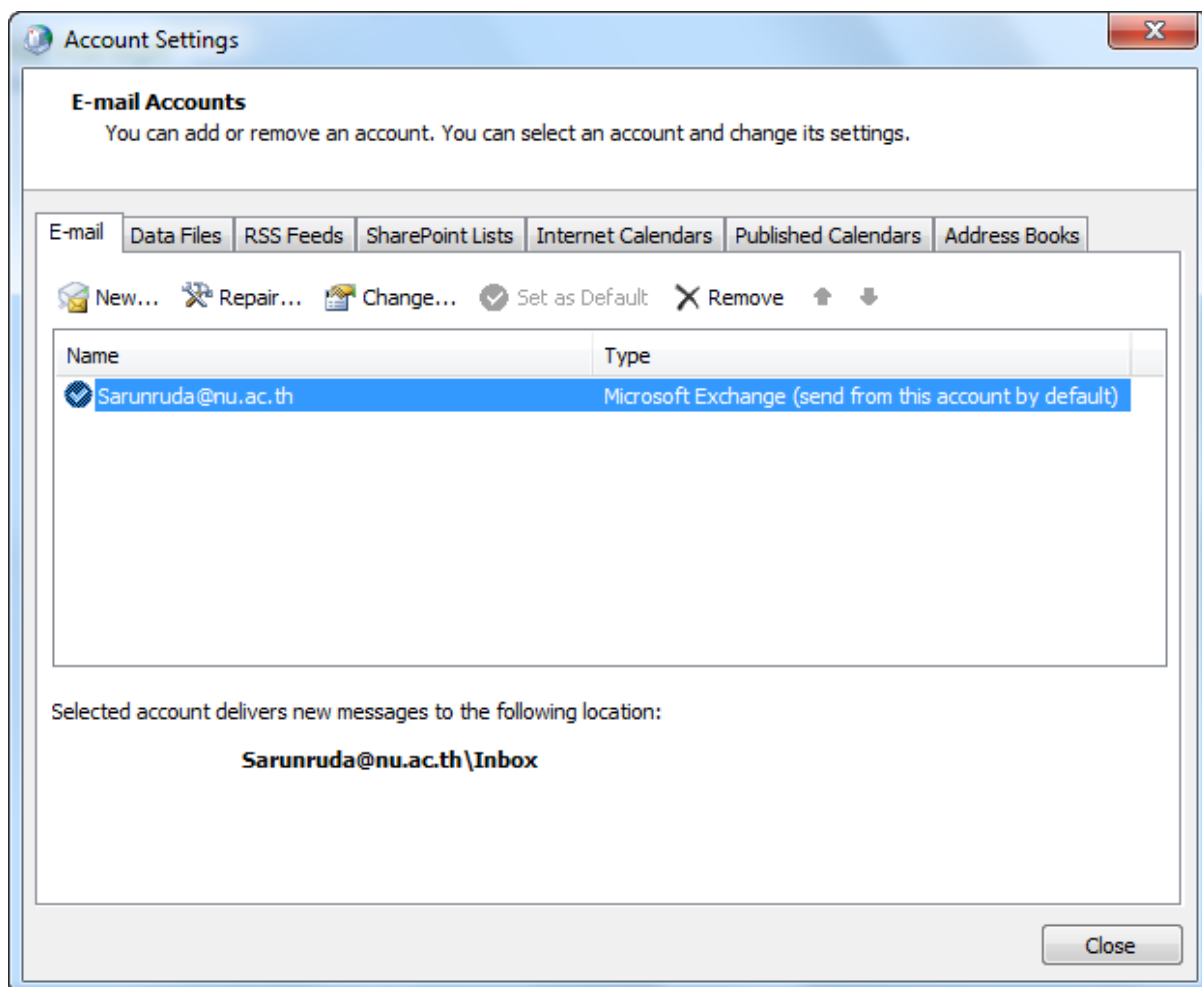 Account Settings
E-mail Accounts
You can add or remove an account. You can select an account and change its settings.
E-mail Data Files RSS Feeds SharePoint Lists Internet Calendars Published Calendars Address Books
New... Repair... Change... Set as Default Remove
Name Type
Sarunruda@nu.ac.th Microsoft Exchange (send from this account by default)
Selected account delivers new messages to the following location:
Sarunruda@nu.ac.th\Inbox
Close